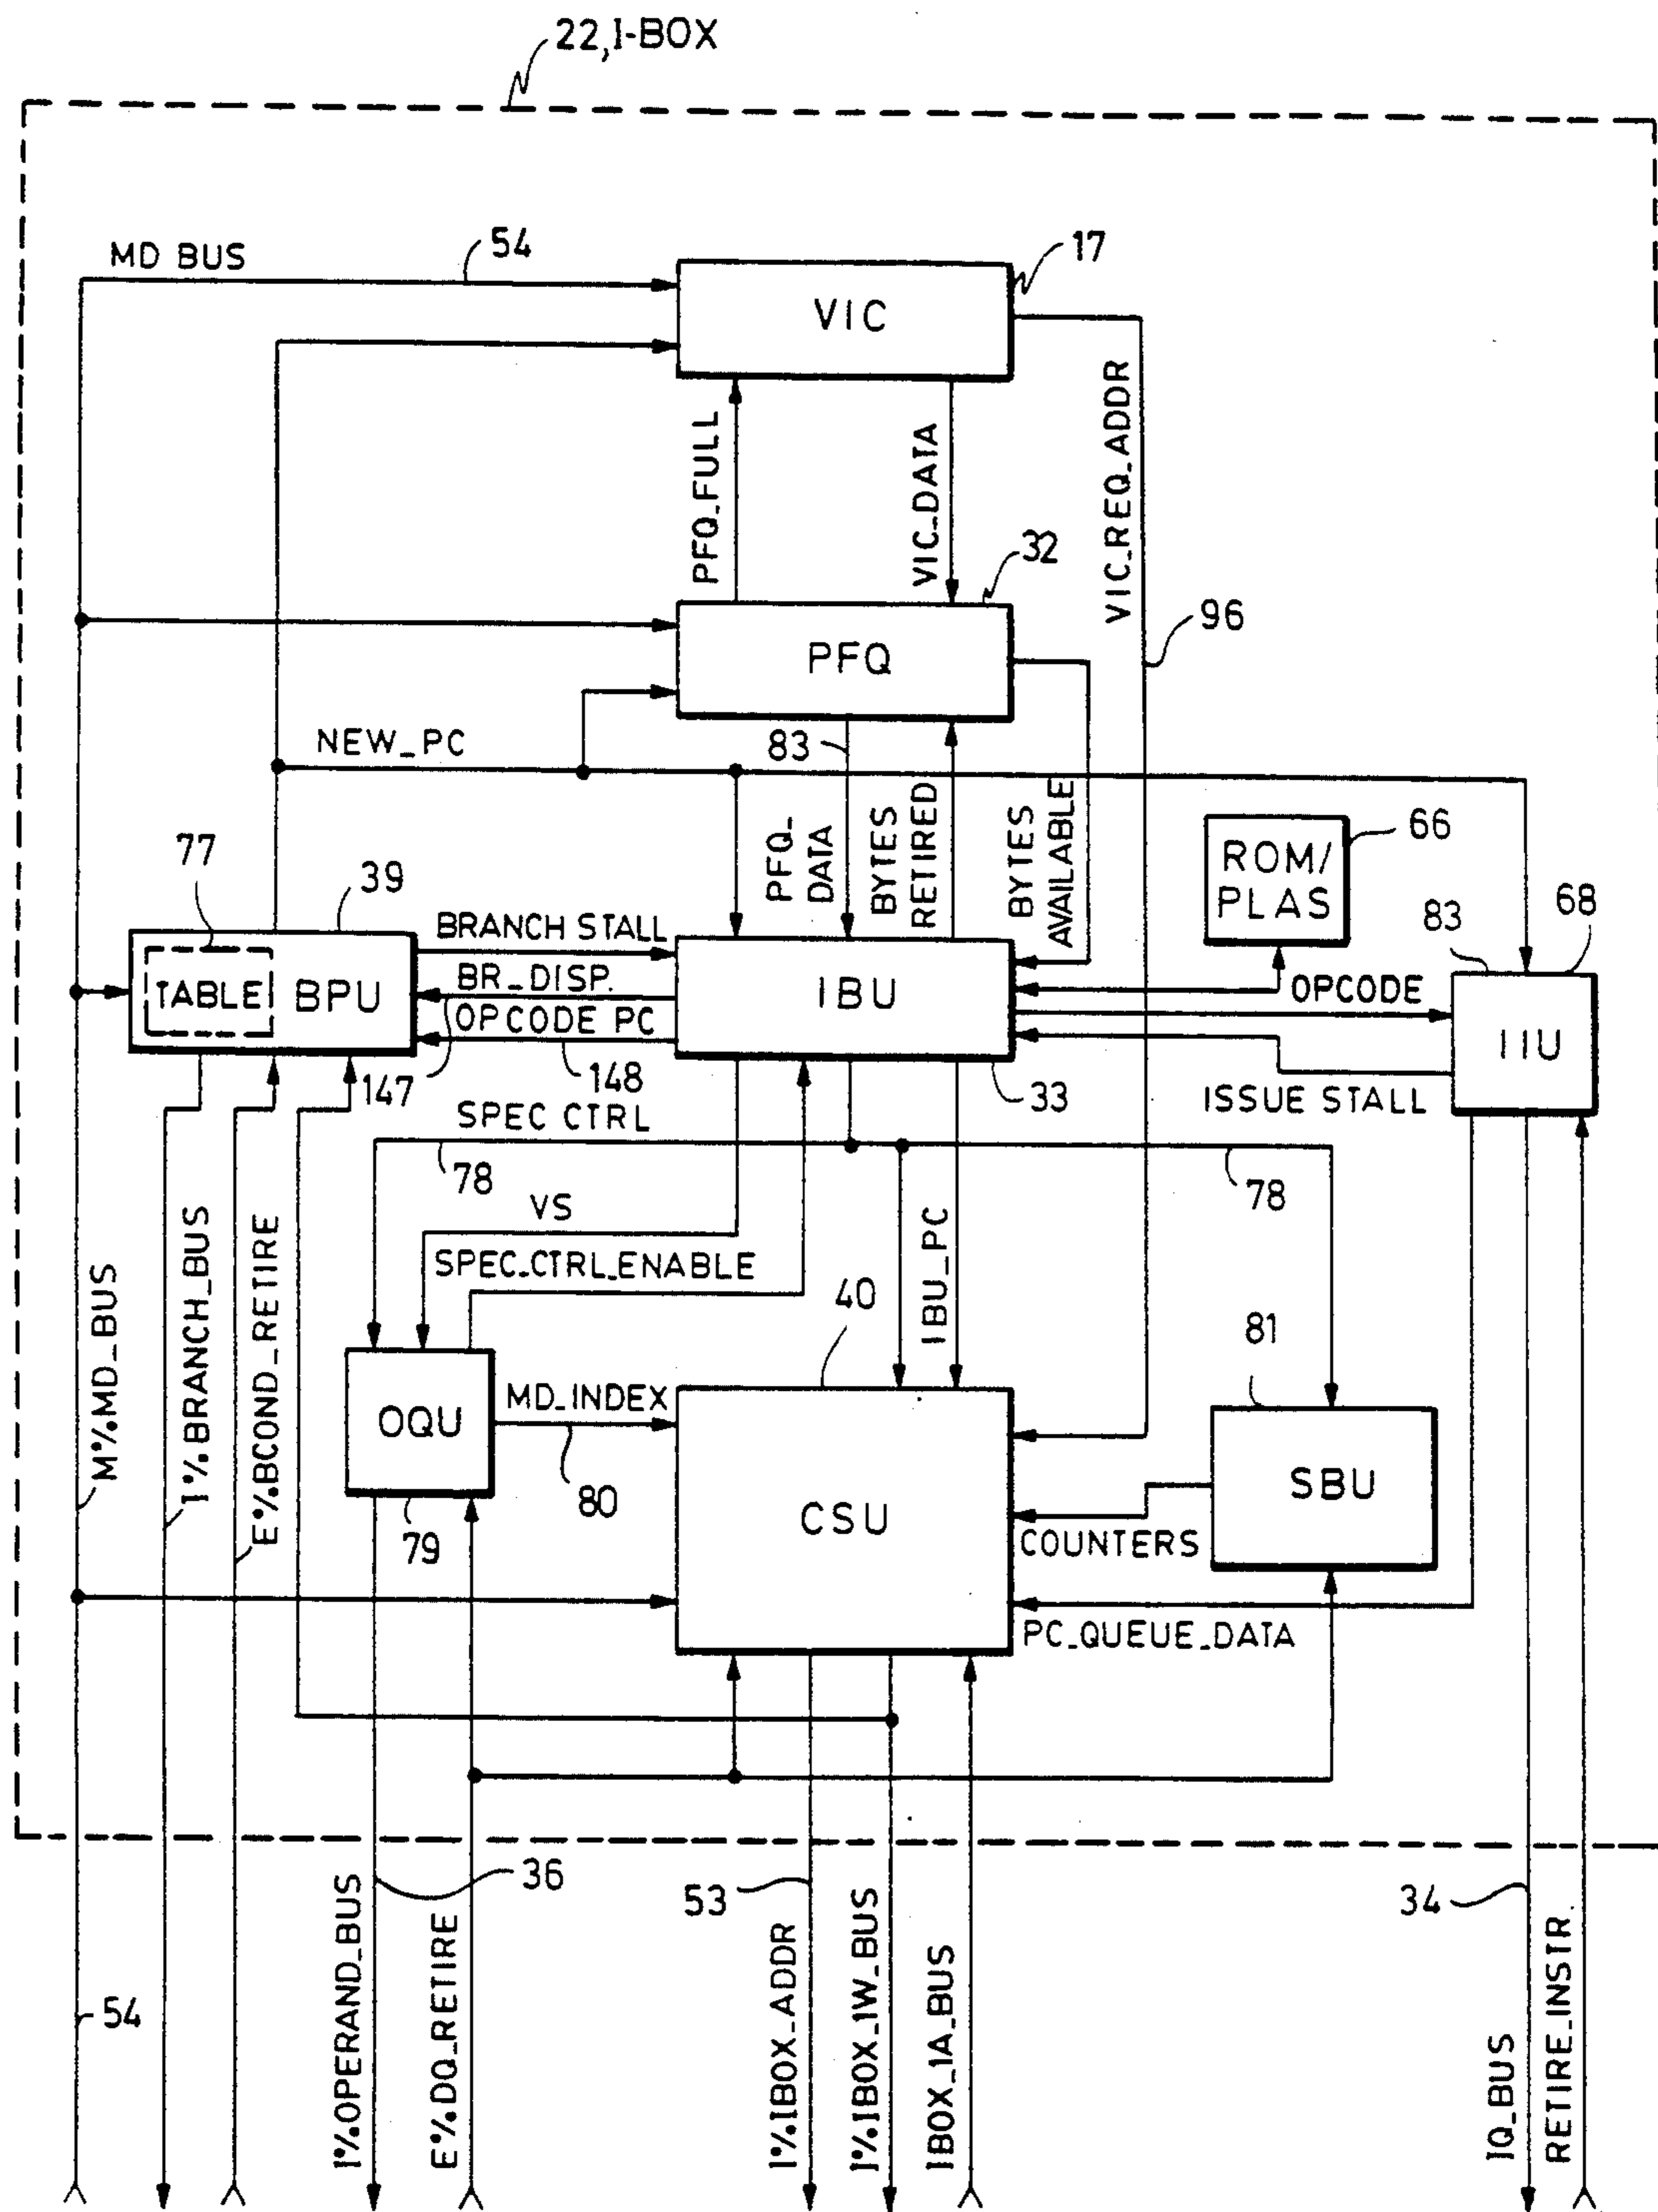 22,I-BOX
MD BUS
54
17
VIC
PFQ_FULL
VIC_DATA
VIC_REQ_ADDR
32
96
PFQ
NEW_PC
83
PFQ_
DATA
BYTES
RETIRED
BYTES
AVAILABLE
66
ROM/
PLAS
77
39
83
68
TABLE
BPU
BRANCH STALL
BR_DISP.
OPCODE PC
IBU
OPCODE
IIU
147
148
33
ISSUE STALL
SPEC CTRL
78
78
VS
SPEC_CTRL_ENABLE
IBU_PC
M%MD_BUS
I%BRANCH_BUS
E%BCOND_RETIRE
40
81
OQU
MD_INDEX
80
79
CSU
SBU
COUNTERS
PC_QUEUE_DATA
36
53
34
54
I%OPERAND_BUS
E%DQ_RETIRE
I%IBOX_ADDR
I%IBOX_1W_BUS
IBOX_1A_BUS
IQ_BUS
RETIRE_INSTR.